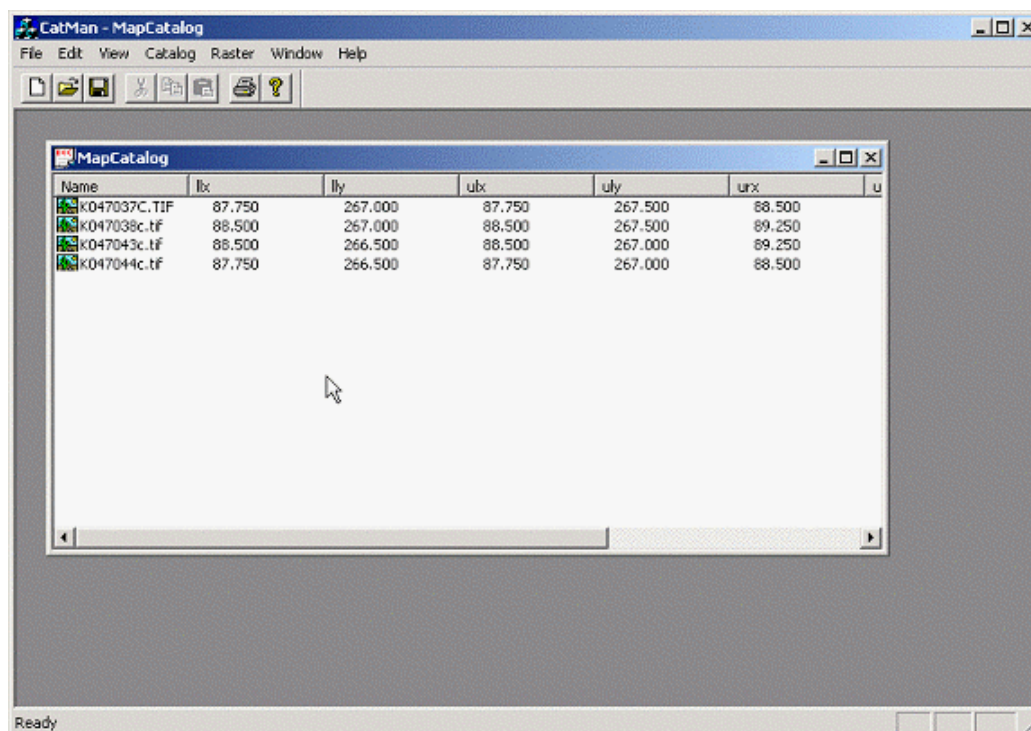 CatMan - MapCatalog
File Edit View Catalog Raster Window Help
MapCatalog
Name llx lly ulx uly urx u
K047037C.TIF 87.750 267.000 87.750 267.500 88.500
K047038c.tif 88.500 267.000 88.500 267.500 89.250
K047043c.tif 88.500 266.500 88.500 267.000 89.250
K047044c.tif 87.750 266.500 87.750 267.000 88.500
Ready